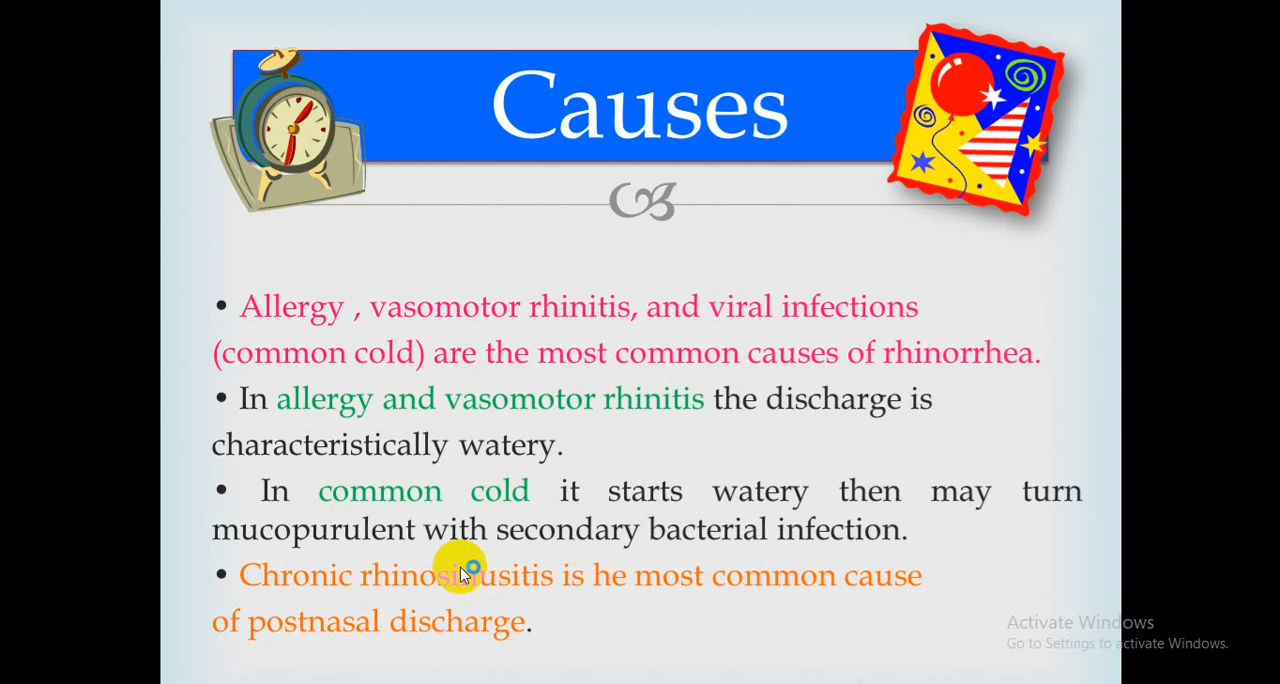 Causes
• Allergy , vasomotor rhinitis, and viral infections
(common cold) are the most common causes of rhinorrhea.
• In allergy and vasomotor rhinitis the discharge is
characteristically watery.
• In common cold it starts watery then may turn
mucopurulent with secondary bacterial infection.
• Chronic rhinosinusitis is he most common cause
of postnasal discharge.
Activate Windows
Go to Settings to activate Windows.